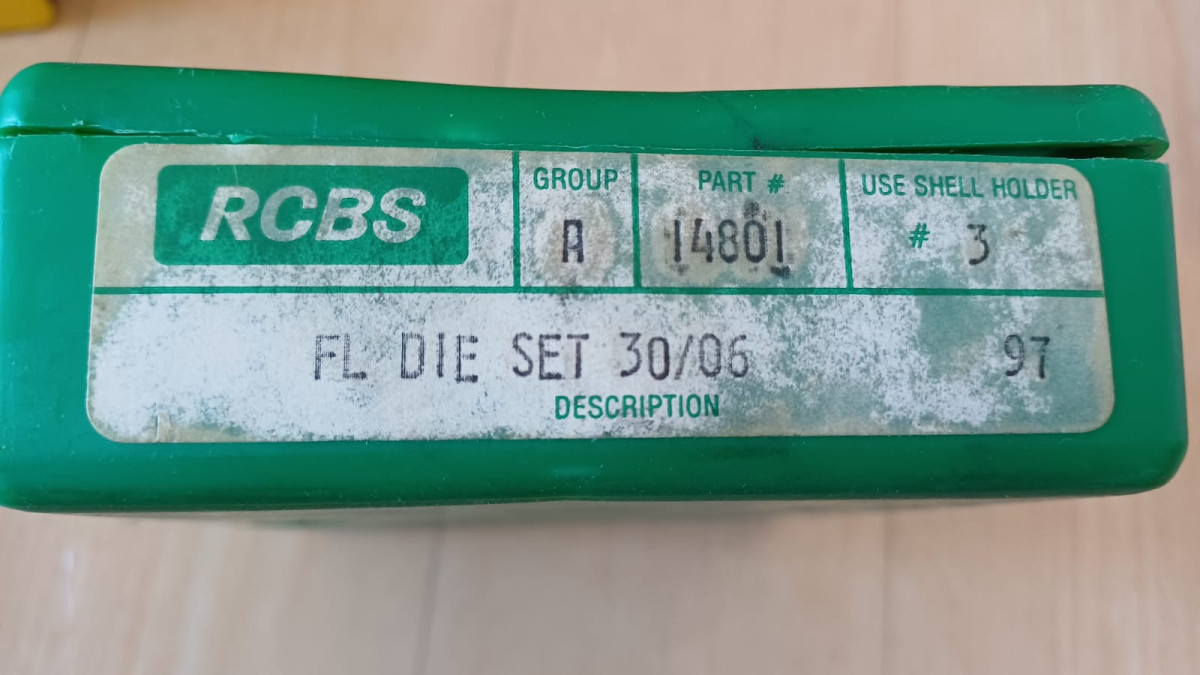 RCBS GROUP PART # USE SHELL HOLDER
A 14801 # 3
FL DIE SET 30/06 97
DESCRIPTION